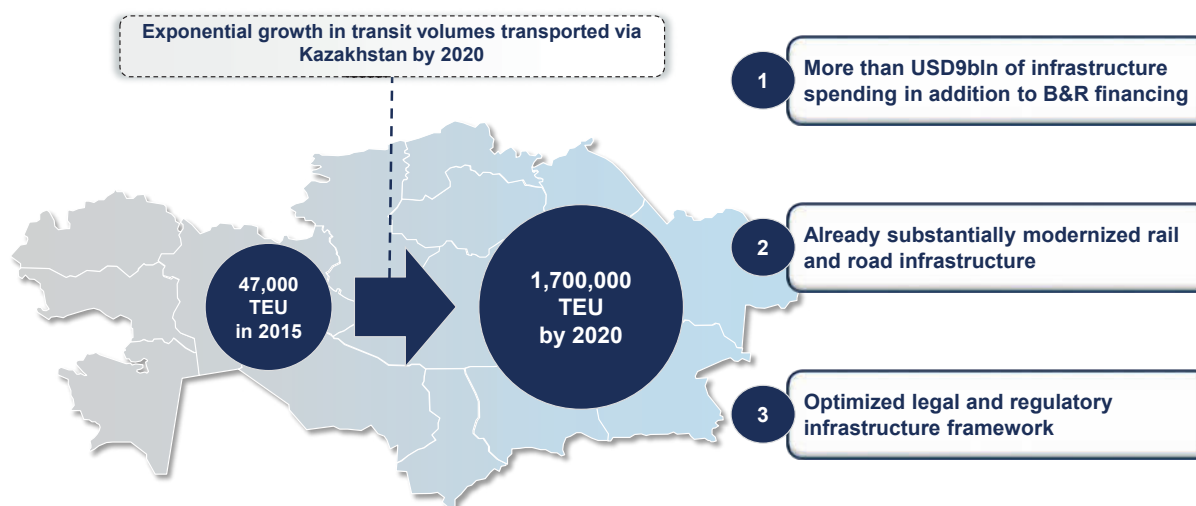 Exponential growth in transit volumes transported via
Kazakhstan by 2020
47,000
TEU
in 2015
1,700,000
TEU
by 2020
1
More than USD9bln of infrastructure
spending in addition to B&R financing
2
Already substantially modernized rail
and road infrastructure
3
Optimized legal and regulatory
infrastructure framework